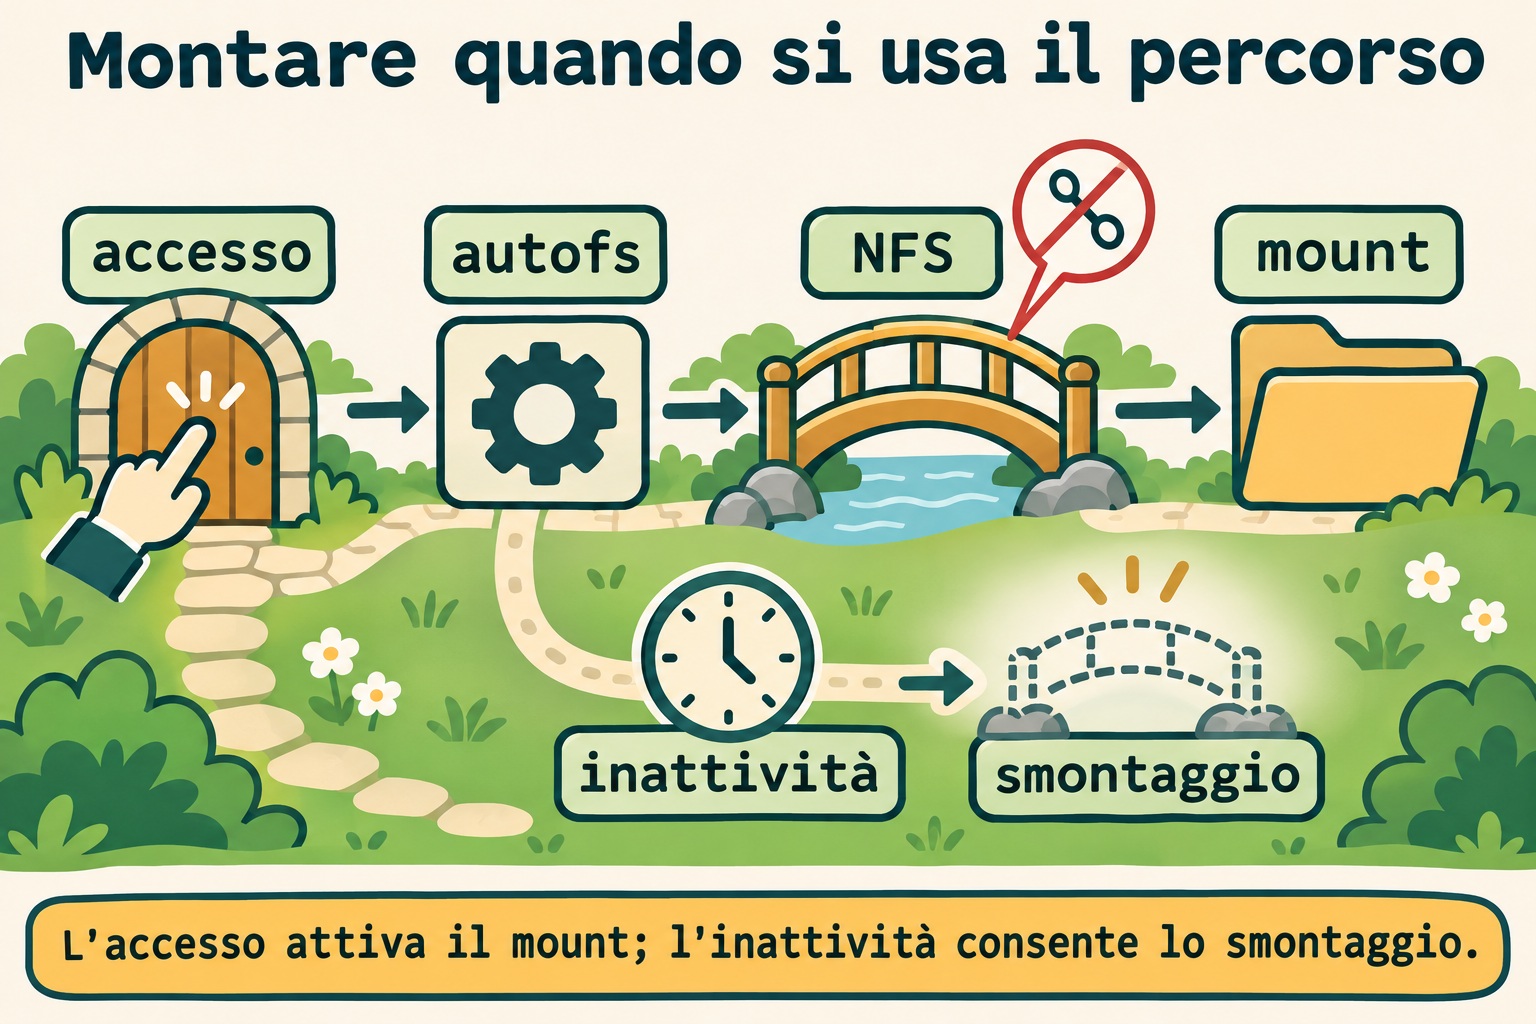 Montare quando si usa il percorso
accesso
autofs
NFS
mount
inattività
smontaggio
L'accesso attiva il mount; l'inattività consente lo smontaggio.